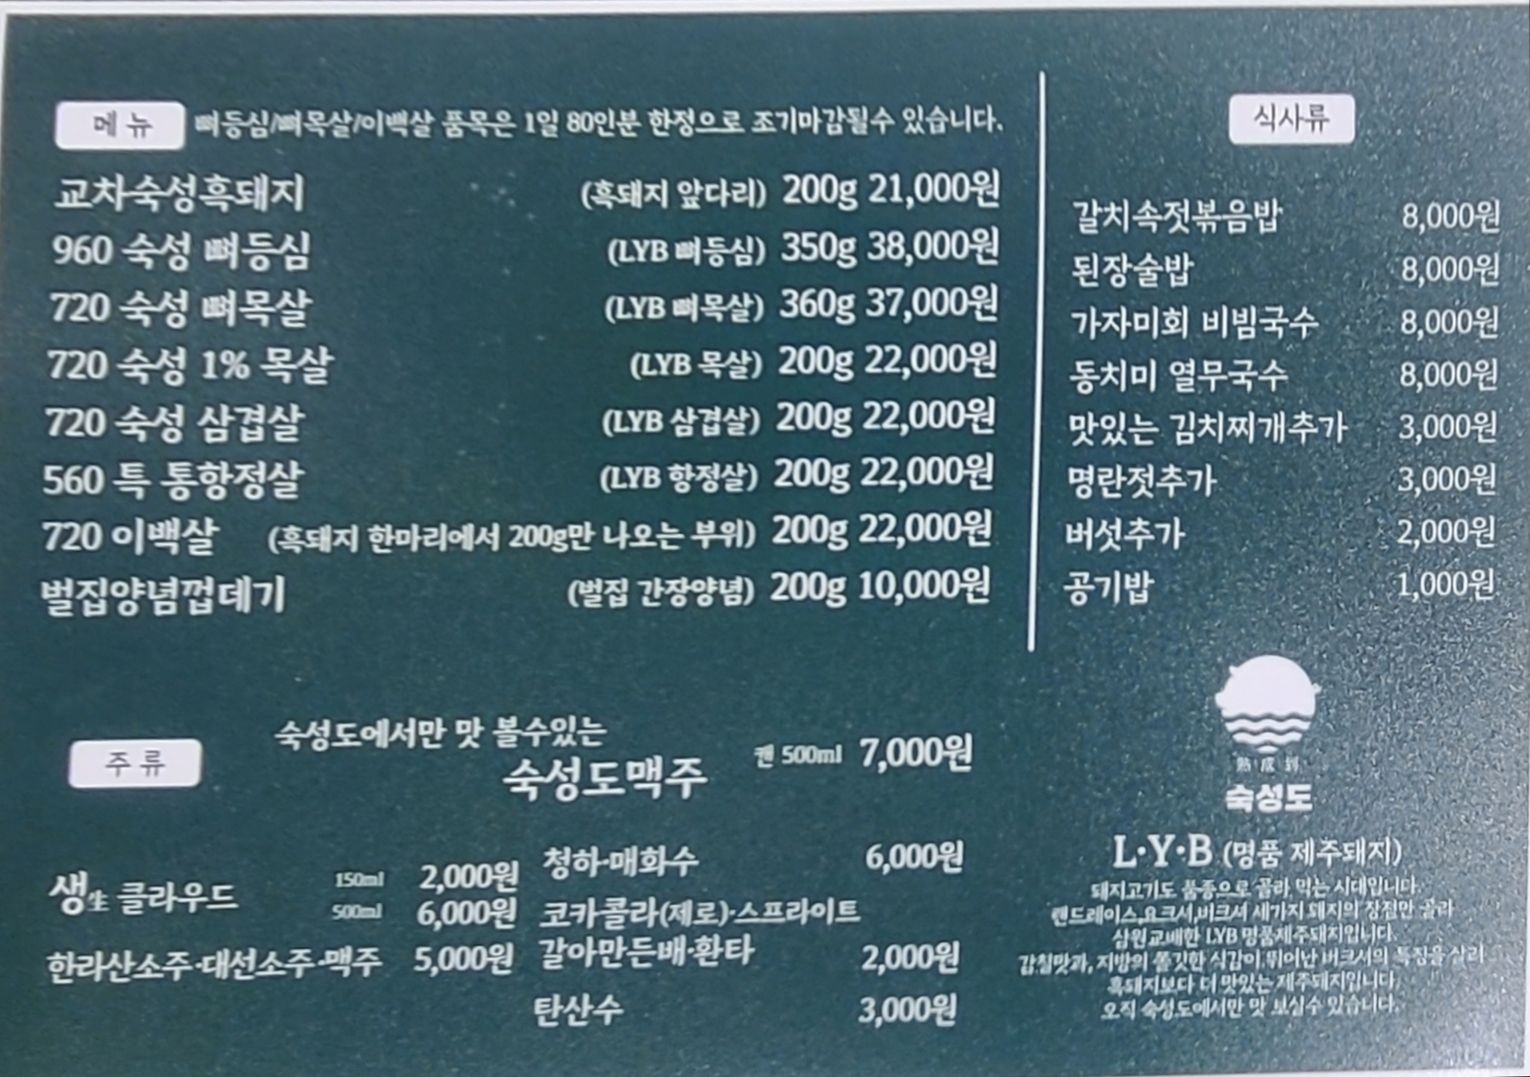 메뉴 뼈등심/뼈목살/이백살 품목은 1일 80인분 한정으로 조기마감될수 있습니다.
교차숙성흑돼지 (흑돼지 앞다리) 200g 21,000원
960 숙성 뼈등심 (LYB 뼈등심) 350g 38,000원
720 숙성 뼈목살 (LYB 뼈목살) 360g 37,000원
720 숙성 1% 목살 (LYB 목살) 200g 22,000원
720 숙성 삼겹살 (LYB 삼겹살) 200g 22,000원
560 특 통항정살 (LYB 항정살) 200g 22,000원
720 이백살 (흑돼지 한마리에서 200g만 나오는 부위) 200g 22,000원
벌집양념껍데기 (벌집 간장양념) 200g 10,000원
식사류
갈치속젓볶음밥 8,000원
된장술밥 8,000원
가자미회 비빔국수 8,000원
동치미 열무국수 8,000원
맛있는 김치찌개추가 3,000원
명란젓추가 3,000원
버섯추가 2,000원
공기밥 1,000원
주류
숙성도에서만 맛 볼수있는
숙성도맥주 캔 500ml 7,000원
생生 클라우드 150ml 2,000원
500ml 6,000원
한라산소주·대선소주·맥주 5,000원
청하·매화수 6,000원
코카콜라(제로)·스프라이트
갈아만든배·환타 2,000원
탄산수 3,000원
熟成到
숙성도
L·Y·B (명품 제주돼지)
돼지고기도 품종으로 골라 먹는 시대입니다.
랜드레이스,요크셔,버크셔 세가지 돼지의 장점만 골라
삼원교배한 LYB 명품제주돼지입니다.
감칠맛과, 지방의 쫄깃한 식감이 뛰어난 버크셔의 특징을 살려
흑돼지보다 더 맛있는 제주돼지입니다.
오직 숙성도에서만 맛 보실수 있습니다.